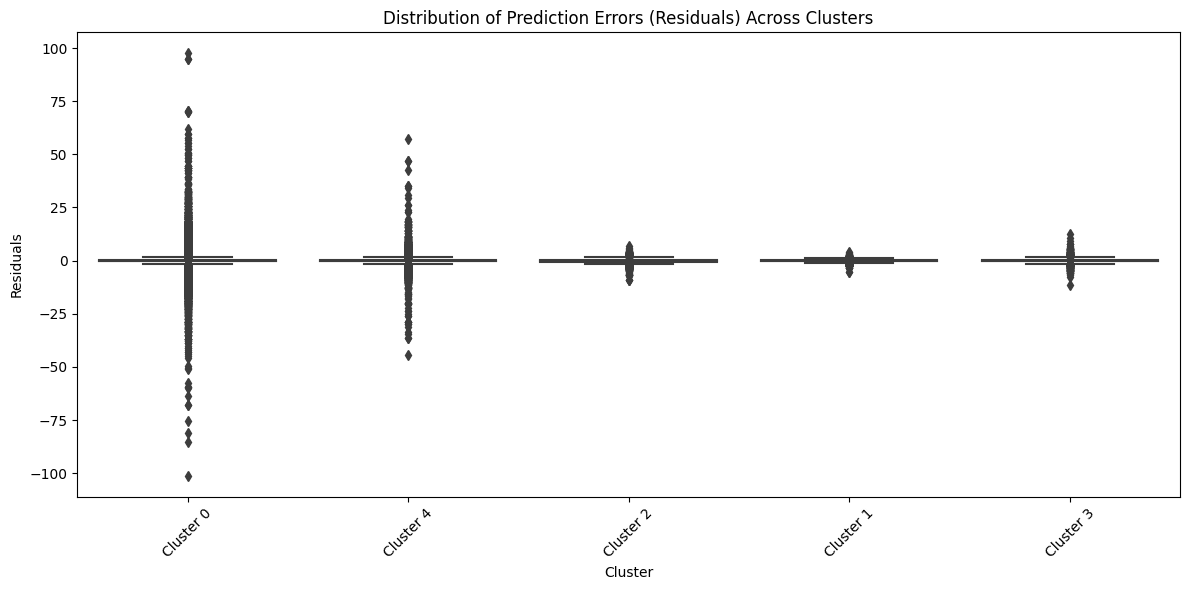 Distribution of Prediction Errors (Residuals) Across Clusters
Residuals
100
75
50
25
0
−25
−50
−75
−100
Cluster 0
Cluster 4
Cluster 2
Cluster 1
Cluster 3
Cluster